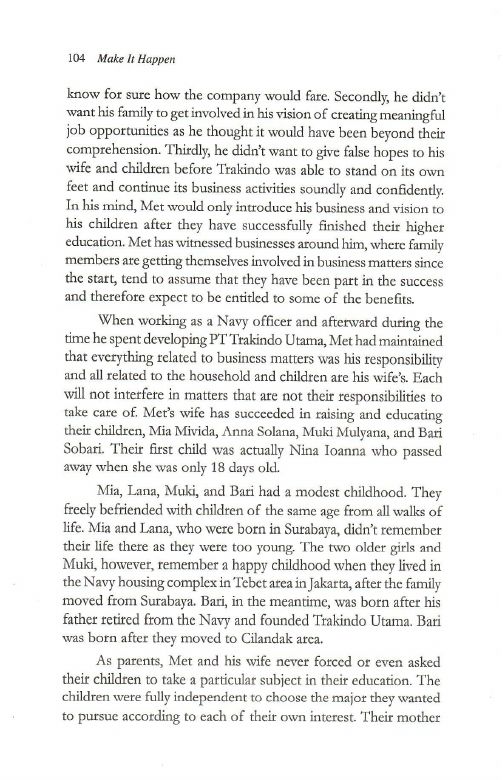 104 Make It Happen
know for sure how the company would fare. Secondly, he didn't
want his family to get involved in his vision of creating meaningful
job opportunities as he thought it would have been beyond their
comprehension. Thirdly, he didn't want to give false hopes to his
wife and children before Trakindo was able to stand on its own
feet and continue its business activities soundly and confidently.
In his mind, Met would only introduce his business and vision to
his children after they have successfully finished their higher
education. Met has witnessed businesses around him, where family
members are getting themselves involved in business matters since
the start, tend to assume that they have been part in the success
and therefore expect to be entitled to some of the benefits.
When working as a Navy officer and afterward during the
time he spent developing PT Trakindo Utama, Met had maintained
that everything related to business matters was his responsibility
and all related to the household and children are his wife's. Each
will not interfere in matters that are not their responsibilities to
take care of. Met's wife has succeeded in raising and educating
their children, Mia Mivida, Anna Solana, Muki Mulyana, and Bari
Sobari. Their first child was actually Nina Ioanna who passed
away when she was only 18 days old.
Mia, Lana, Muki, and Bari had a modest childhood. They
freely befriended with children of the same age from all walks of
life. Mia and Lana, who were born in Surabaya, didn't remember
their life there as they were too young. The two older girls and
Muki, however, remember a happy childhood when they lived in
the Navy housing complex in Tebet area in Jakarta, after the family
moved from Surabaya. Bari, in the meantime, was born after his
father retired from the Navy and founded Trakindo Utama. Bari
was born after they moved to Cilandak area.
As parents, Met and his wife never forced or even asked
their children to take a particular subject in their education. The
children were fully independent to choose the major they wanted
to pursue according to each of their own interest. Their mother